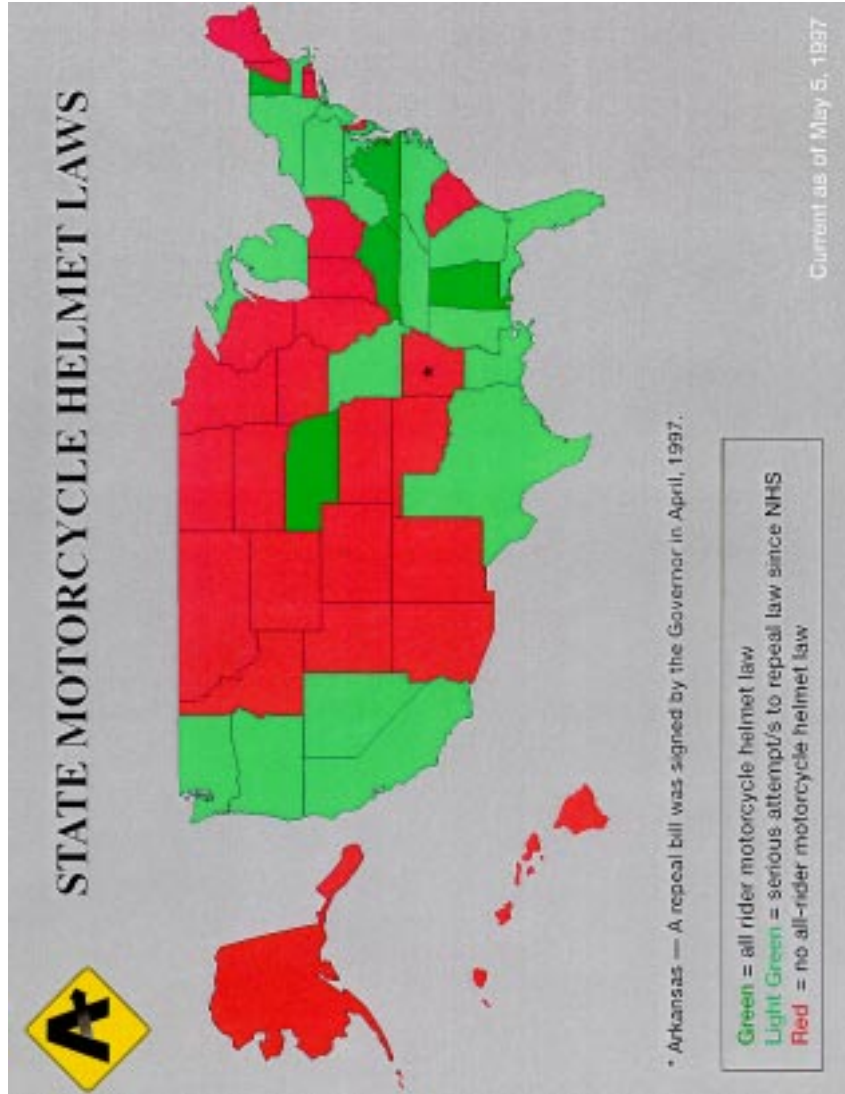 STATE MOTORCYCLE HELMET LAWS
* Arkansas — A repeal bill was signed by the Governor in April, 1997.
Green = all rider motorcycle helmet law
Light Green = serious attempt/s to repeal law since NHS
Red = no all-rider motorcycle helmet law
Current as of May 5, 1997